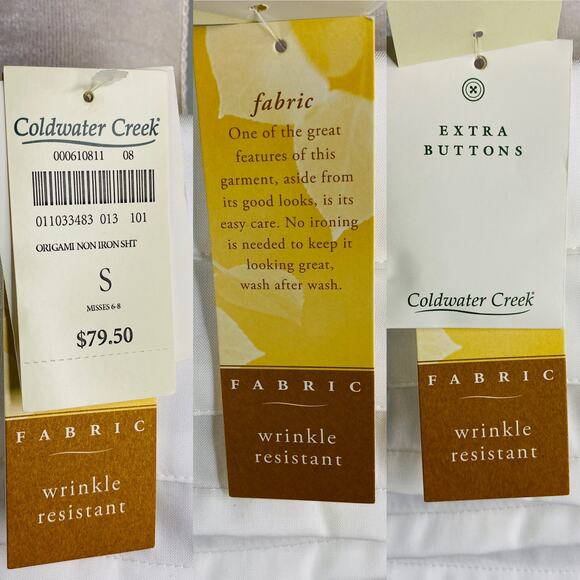 Coldwater Creek®
000610811 08
011033483 013 101
ORIGAMI NON IRON SHT
S
MISSES 6-8
$79.50
FABRIC
wrinkle
resistant
fabric
One of the great
features of this
garment, aside from
its good looks, is its
easy care. No ironing
is needed to keep it
looking great,
wash after wash.
FABRIC
wrinkle
resistant
EXTRA
BUTTONS
Coldwater Creek®
FABRIC
wrinkle
resistant